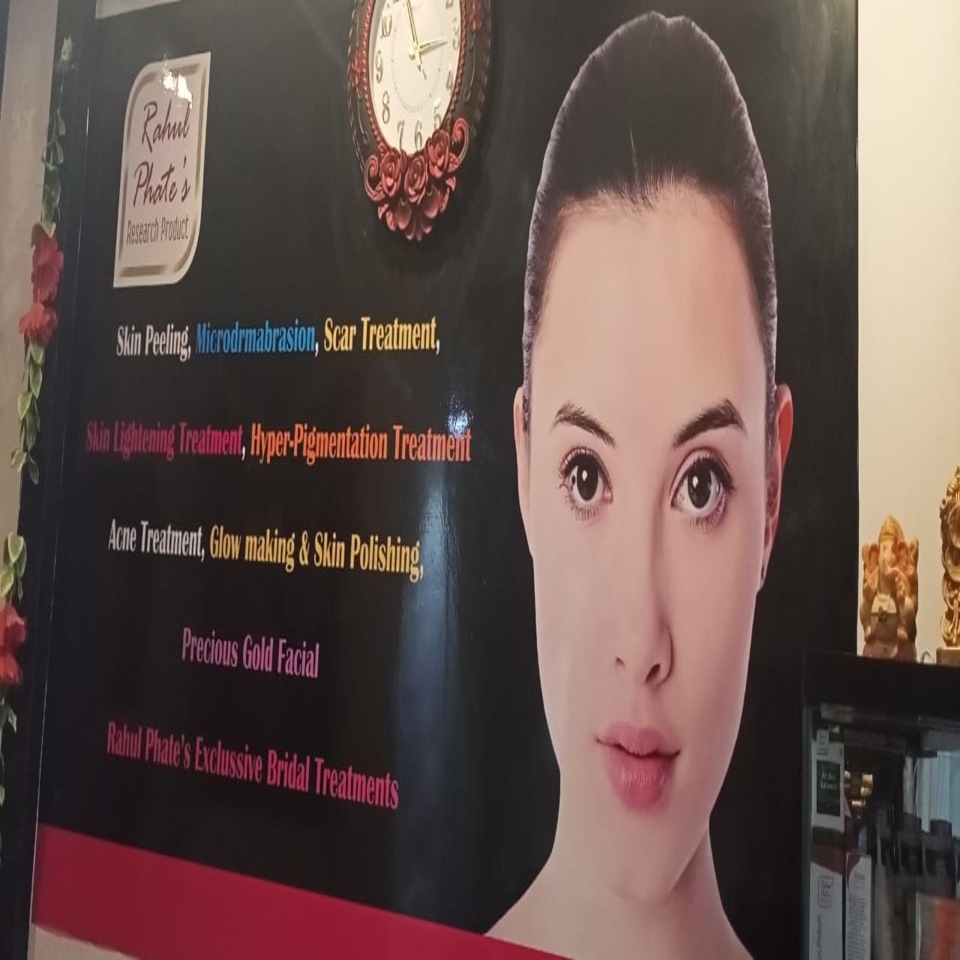 Rahul
Phate's
Research Product
Skin Peeling, Microdrmabrasion, Scar Treatment,
Skin Lightening Treatment, Hyper-Pigmentation Treatment
Acne Treatment, Glow making & Skin Polishing,
Precious Gold Facial
Rahul Phate's Exclussive Bridal Treatments